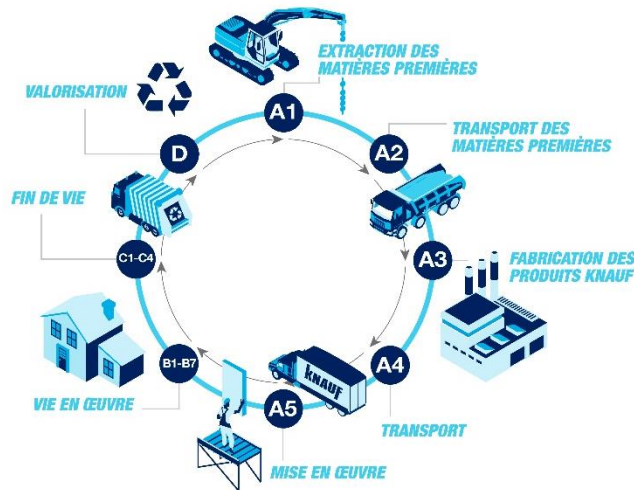 A1
EXTRACTION DES
MATIÈRES PREMIÈRES
A2
TRANSPORT DES
MATIÈRES PREMIÈRES
A3
FABRICATION DES
PRODUITS KNAUF
A4
TRANSPORT
KNAUF
A5
MISE EN ŒUVRE
B1-B7
VIE EN ŒUVRE
C1-C4
FIN DE VIE
D
VALORISATION